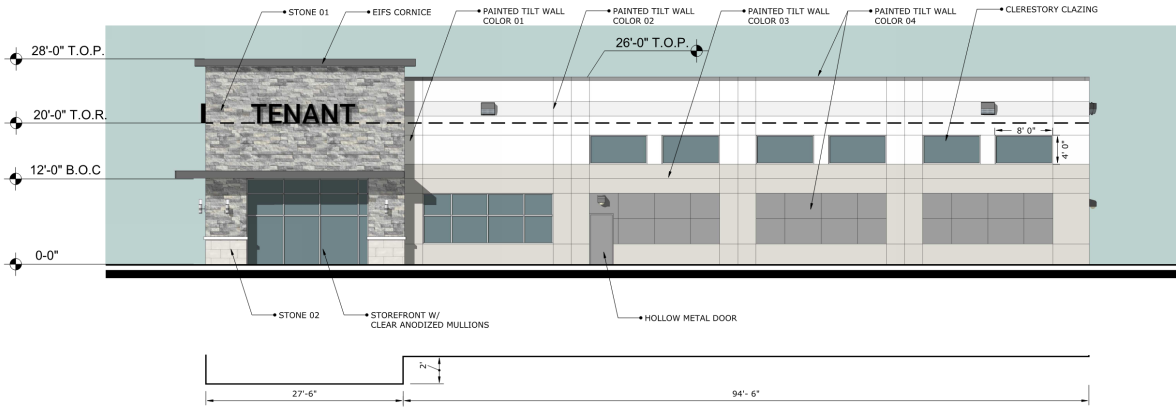 STONE 01
EIFS CORNICE
PAINTED TILT WALL
COLOR 01
PAINTED TILT WALL
COLOR 02
PAINTED TILT WALL
COLOR 03
PAINTED TILT WALL
COLOR 04
CLERESTORY CLAZING
28'-0" T.O.P.
26'-0" T.O.P.
20'-0" T.O.R.
TENANT
8' 0"
4' 0"
12'-0" B.O.C
0-0"
STONE 02
STOREFRONT W/
CLEAR ANODIZED MULLIONS
HOLLOW METAL DOOR
2'
27'-6"
94'- 6"